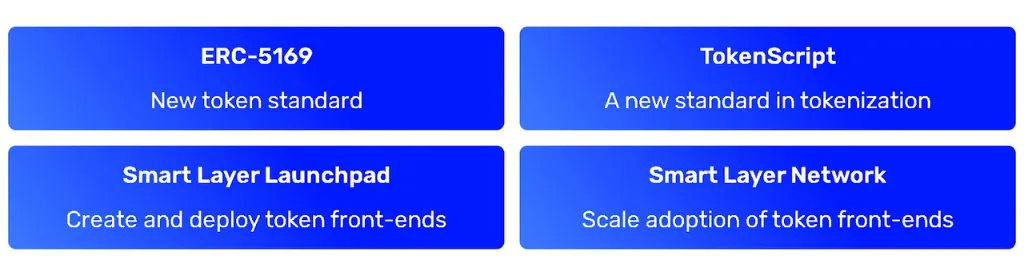 ERC-5169
New token standard
TokenScript
A new standard in tokenization
Smart Layer Launchpad
Create and deploy token front-ends
Smart Layer Network
Scale adoption of token front-ends